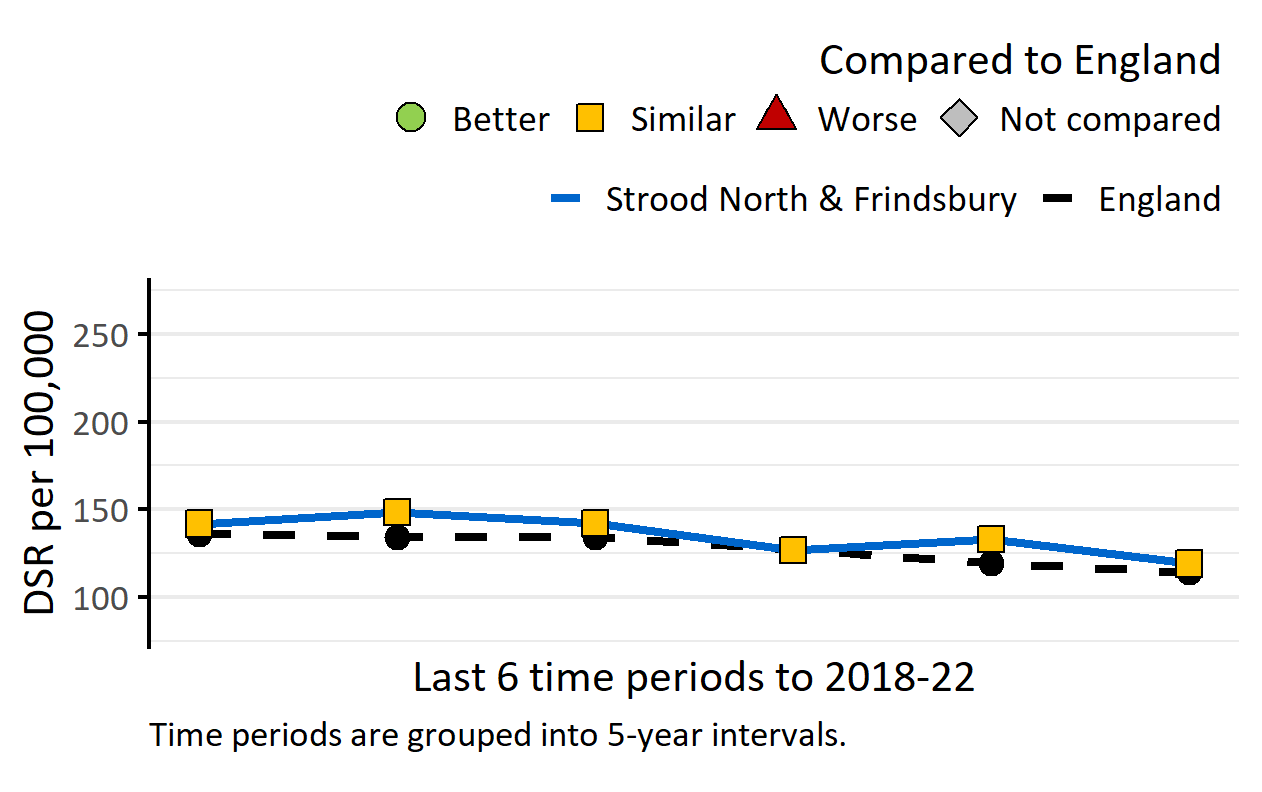 Compared to England
Better Similar Worse Not compared
Strood North & Frindsbury England
DSR per 100,000
250
200
150
100
Last 6 time periods to 2018-22
Time periods are grouped into 5-year intervals.